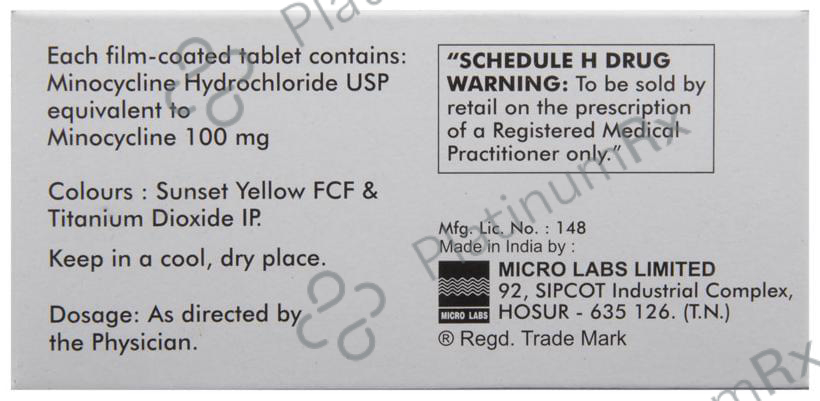 Each film-coated tablet contains:
Minocycline Hydrochloride USP
equivalent to
Minocycline 100 mg
Colours : Sunset Yellow FCF &
Titanium Dioxide IP.
Keep in a cool, dry place.
Dosage: As directed by
the Physician.
"SCHEDULE H DRUG
WARNING: To be sold by
retail on the prescription
of a Registered Medical
Practitioner only."
Mfg. Lic. No. : 148
Made in India by :
MICRO LABS LIMITED
92, SIPCOT Industrial Complex,
HOSUR - 635 126. (T.N.)
MICRO LABS
® Regd. Trade Mark
PlatinumRx
PlatinumRx
mRx